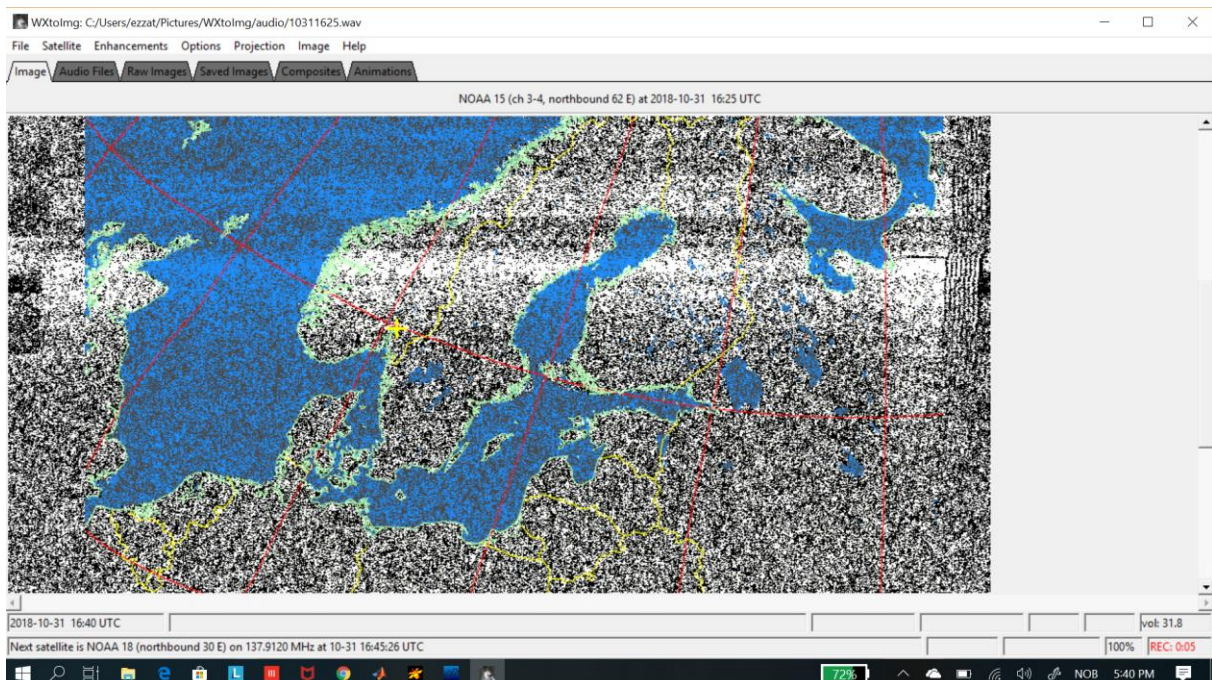 WXtoImg: C:/Users/ezzat/Pictures/WXtoImg/audio/10311625.wav
File Satellite Enhancements Options Projection Image Help
Image Audio Files Raw Images Saved Images Composites Animations
NOAA 15 (ch 3-4, northbound 62 E) at 2018-10-31 16:25 UTC
2018-10-31 16:40 UTC vol: 31.8
Next satellite is NOAA 18 (northbound 30 E) on 137.9120 MHz at 10-31 16:45:26 UTC 100% REC: 0:05
72% NOB 5:40 PM